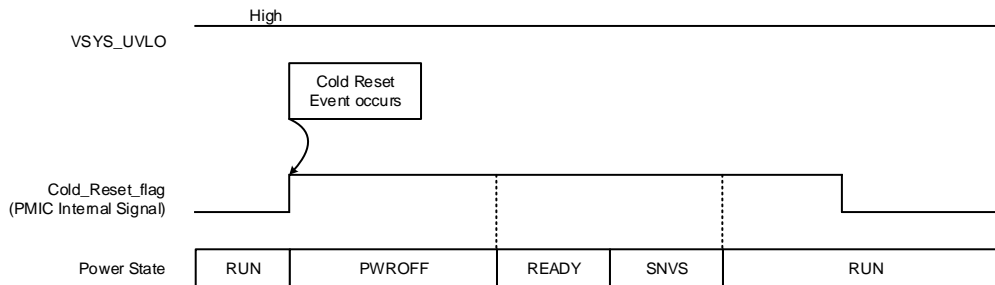 High
VSYS_UVLO
Cold Reset
Event occurs
Cold_Reset_flag
(PMIC Internal Signal)
Power State
RUN
PWROFF
READY
SNVS
RUN